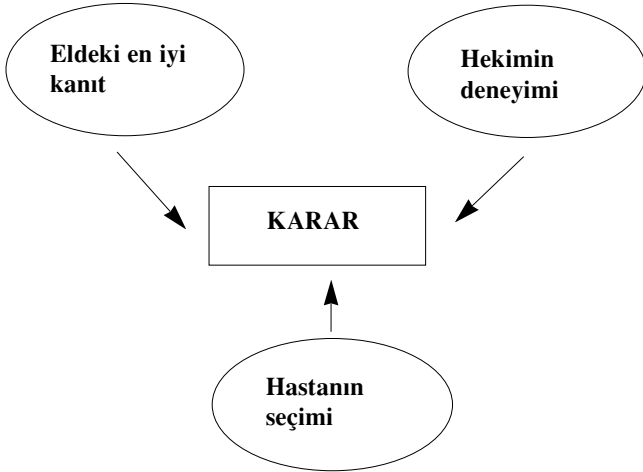 Eldeki en iyi
kanıt
Hekimin
deneyimi
KARAR
Hastanın
seçimi